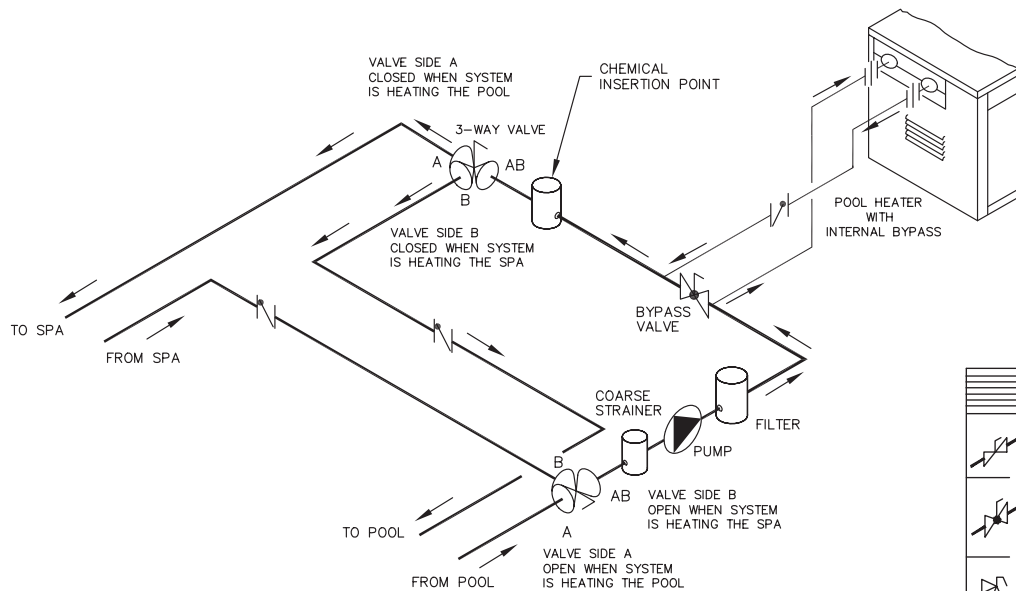 VALVE SIDE A
CLOSED WHEN SYSTEM
IS HEATING THE POOL
CHEMICAL
INSERTION POINT
3-WAY VALVE
A
AB
B
POOL HEATER
WITH
INTERNAL BYPASS
VALVE SIDE B
CLOSED WHEN SYSTEM
IS HEATING THE SPA
BYPASS
VALVE
TO SPA
FROM SPA
COARSE
STRAINER
FILTER
PUMP
B
AB
A
VALVE SIDE B
OPEN WHEN SYSTEM
IS HEATING THE SPA
TO POOL
VALVE SIDE A
OPEN WHEN SYSTEM
IS HEATING THE POOL
FROM POOL